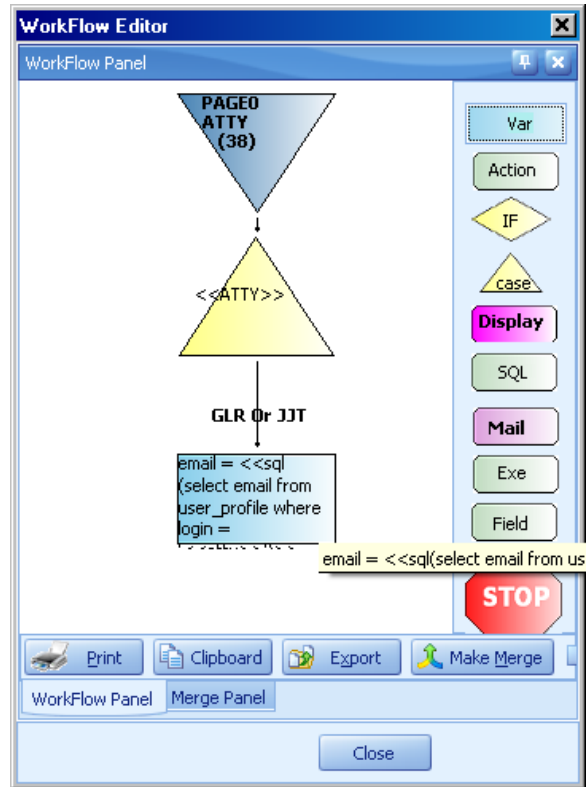 WorkFlow Editor
WorkFlow Panel
PAGE0
ATTY
(38)
<<ATTY>>
GLR Or JJT
email = <<sql
(select email from
user_profile where
login =
email = <<sql(select email from us
Var
Action
IF
case
Display
SQL
Mail
Exe
Field
STOP
Print
Clipboard
Export
Make Merge
WorkFlow Panel
Merge Panel
Close